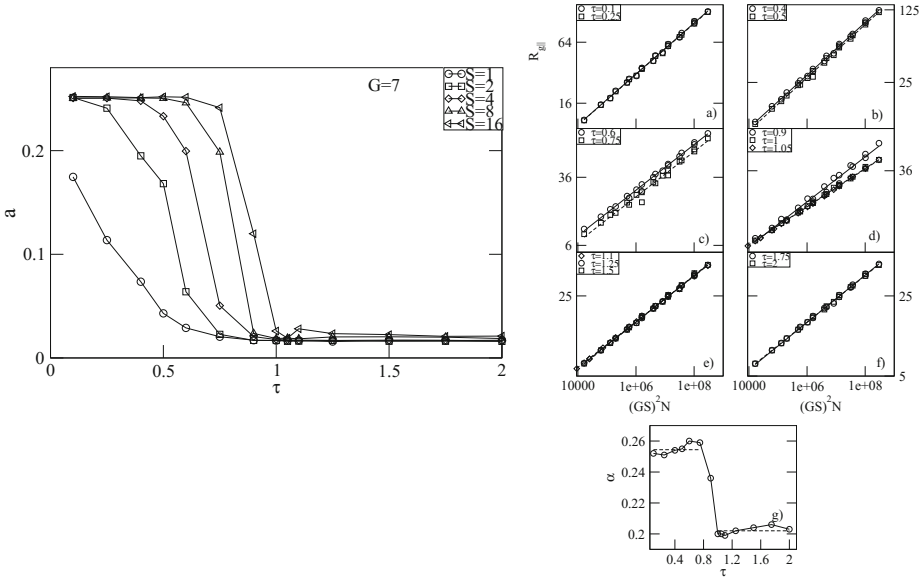 G=7
S=1
S=2
S=4
S=8
S=16
a
0.2
0.1
0
0
0.5
1
1.5
2
τ
R_g||
64
16
τ=0.1
τ=0.25
a)
τ=0.4
τ=0.5
b)
125
25
36
6
τ=0.6
τ=0.75
c)
τ=0.9
τ=1
τ=1.05
d)
36
25
τ=1.1
τ=1.25
τ=1.5
e)
τ=1.75
τ=2
f)
25
5
10000
1e+06
1e+08
(GS)²N
10000
1e+06
1e+08
(GS)²N
0.26
0.24
0.22
0.2
α
g)
0.4
0.8
1.2
1.6
2
τ